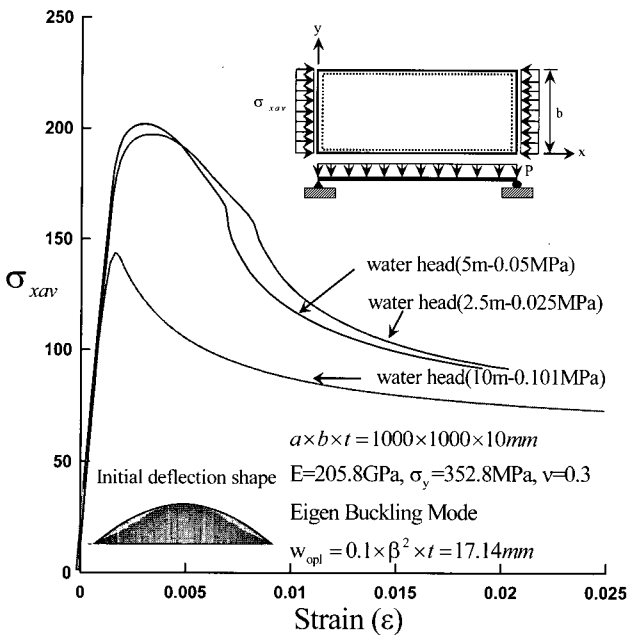 250
200
150
100
50
0
σxav
y
σ xav
b
x
P
water head(5m-0.05MPa)
water head(2.5m-0.025MPa)
water head(10m-0.101MPa)
a×b×t=1000×1000×10mm
Initial deflection shape
E=205.8GPa, σy=352.8MPa, ν=0.3
Eigen Buckling Mode
wopl=0.1×β²×t=17.14mm
0 0.005 0.01 0.015 0.02 0.025
Strain (ε)